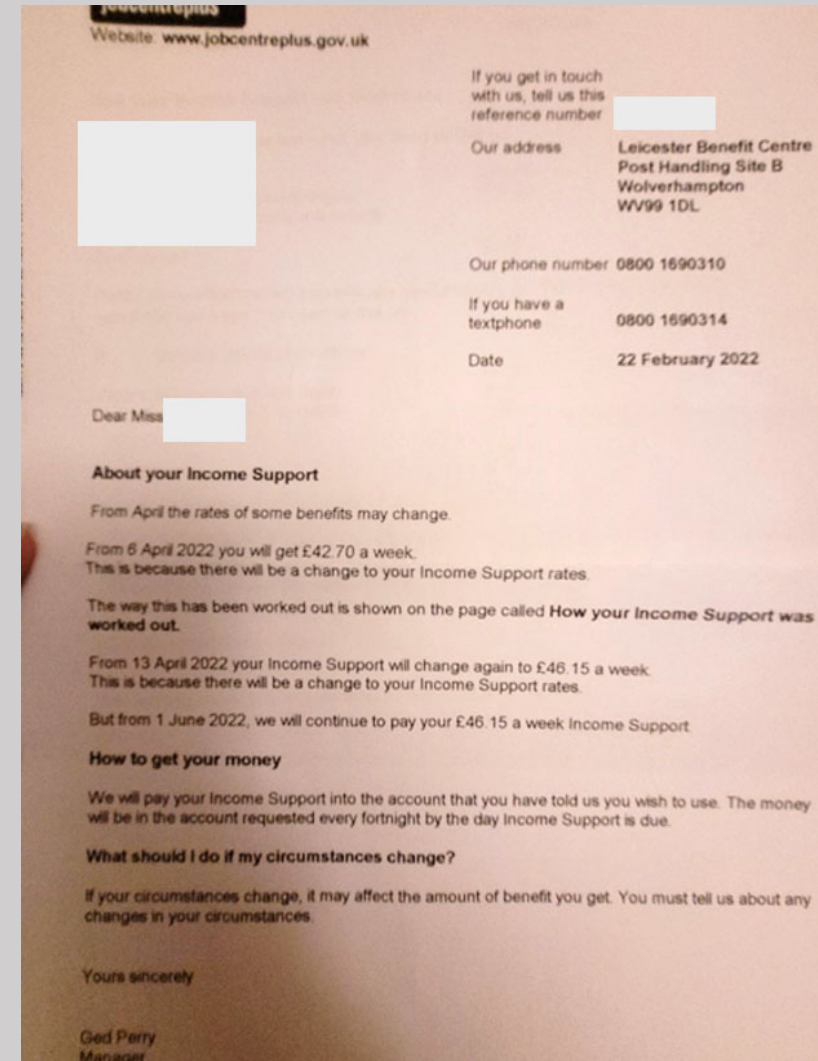 jobcentreplus
Website: www.jobcentreplus.gov.uk
If you get in touch
with us, tell us this
reference number
Our address Leicester Benefit Centre
Post Handling Site B
Wolverhampton
WV99 1DL
Our phone number 0800 1690310
If you have a
textphone 0800 1690314
Date 22 February 2022
Dear Miss
About your Income Support
From April the rates of some benefits may change.
From 6 April 2022 you will get £42.70 a week.
This is because there will be a change to your Income Support rates.
The way this has been worked out is shown on the page called How your Income Support was
worked out.
From 13 April 2022 your Income Support will change again to £46.15 a week
This is because there will be a change to your Income Support rates.
But from 1 June 2022, we will continue to pay your £46.15 a week Income Support
How to get your money
We will pay your Income Support into the account that you have told us you wish to use. The money
will be in the account requested every fortnight by the day Income Support is due.
What should I do if my circumstances change?
If your circumstances change, it may affect the amount of benefit you get. You must tell us about any
changes in your circumstances.
Yours sincerely
Ged Perry
Manager